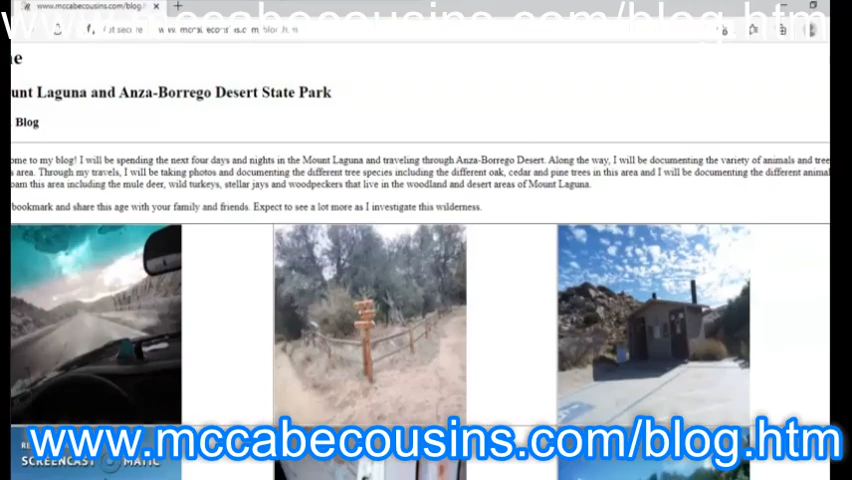 www.mccabecousins.com/blog.htm
www.mccabecousins.com/blog.h
unt Laguna and Anza-Borrego Desert State Park
Blog
ome to my blog! I will be spending the next four days and nights in the Mount Laguna and traveling through Anza-Borrego Desert. Along the way, I will be documenting the variety of animals and tree
area. Through my travels, I will be taking photos and documenting the different tree species including the different oak, cedar and pine trees in this area and I will be documenting the different animal
oam this area including the mule deer, wild turkeys, stellar jays and woodpeckers that live in the woodland and desert areas of Mount Laguna.
bookmark and share this age with your family and friends. Expect to see a lot more as I investigate this wilderness.
www.mccabecousins.com/blog.htm
SCREENCAST MATIC